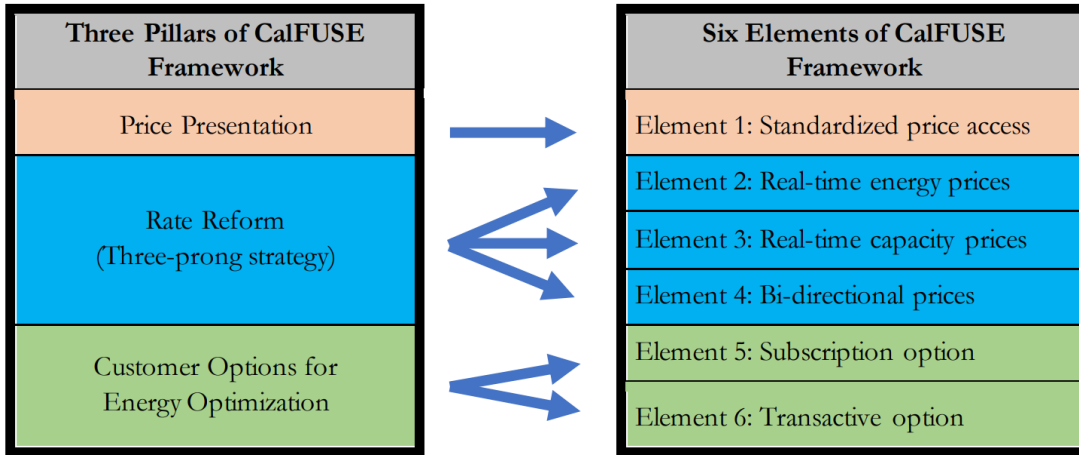 Three Pillars of CalFUSE
Framework
Price Presentation
Rate Reform
(Three-prong strategy)
Customer Options for
Energy Optimization
Six Elements of CalFUSE
Framework
Element 1: Standardized price access
Element 2: Real-time energy prices
Element 3: Real-time capacity prices
Element 4: Bi-directional prices
Element 5: Subscription option
Element 6: Transactive option